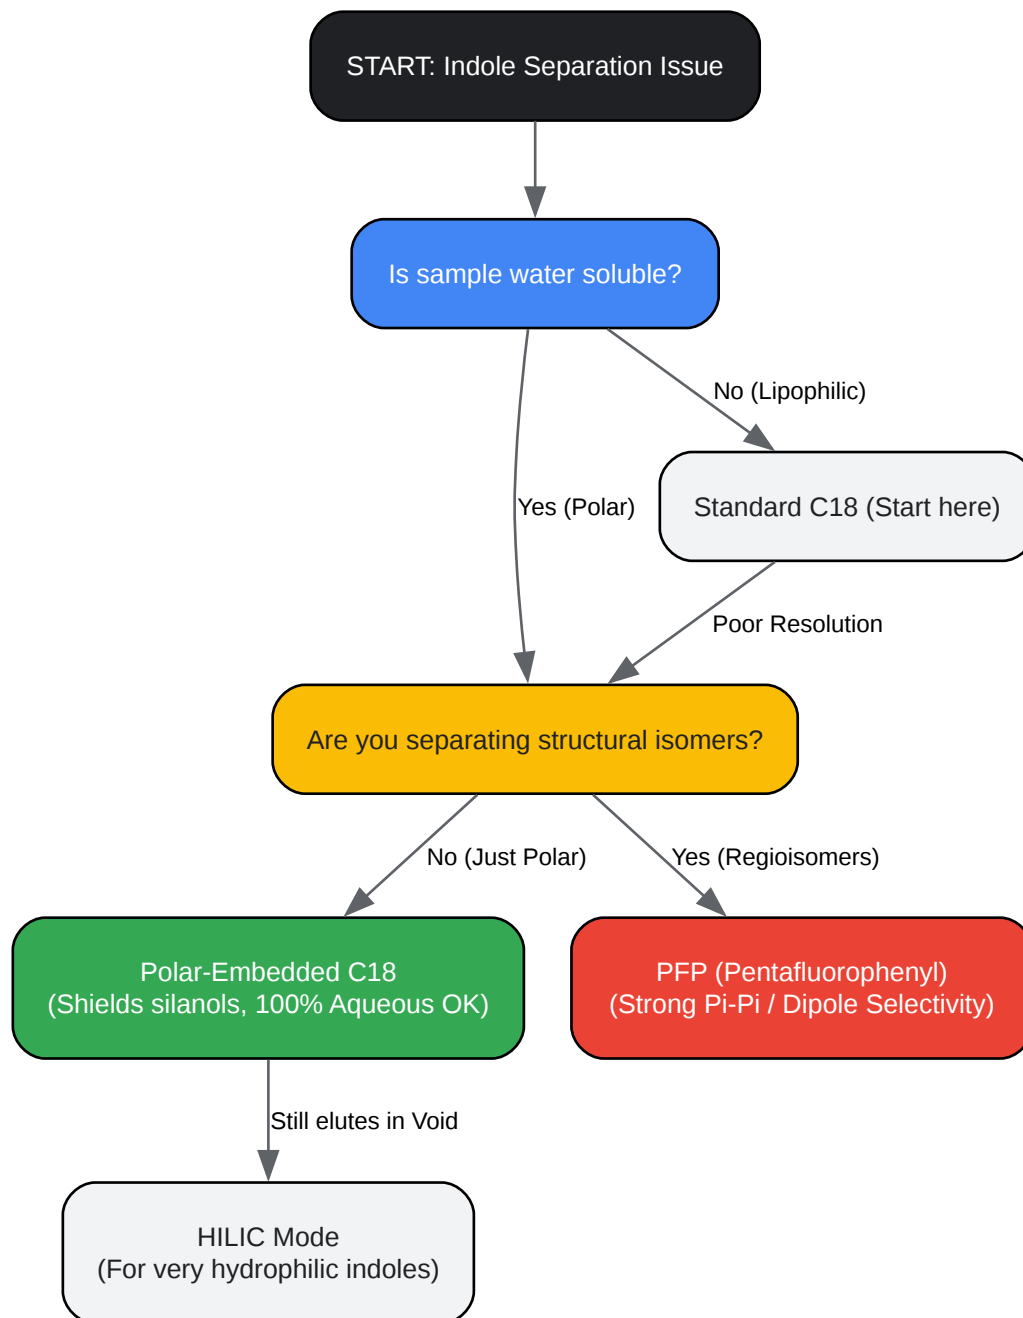 START: Indole Separation Issue
Is sample water soluble?
No (Lipophilic)
Yes (Polar)
Standard C18 (Start here)
Poor Resolution
Are you separating structural isomers?
No (Just Polar)
Yes (Regioisomers)
Polar-Embedded C18
(Shields silanols, 100% Aqueous OK)
PFP (Pentafluorophenyl)
(Strong Pi-Pi / Dipole Selectivity)
Still elutes in Void
HILIC Mode
(For very hydrophilic indoles)